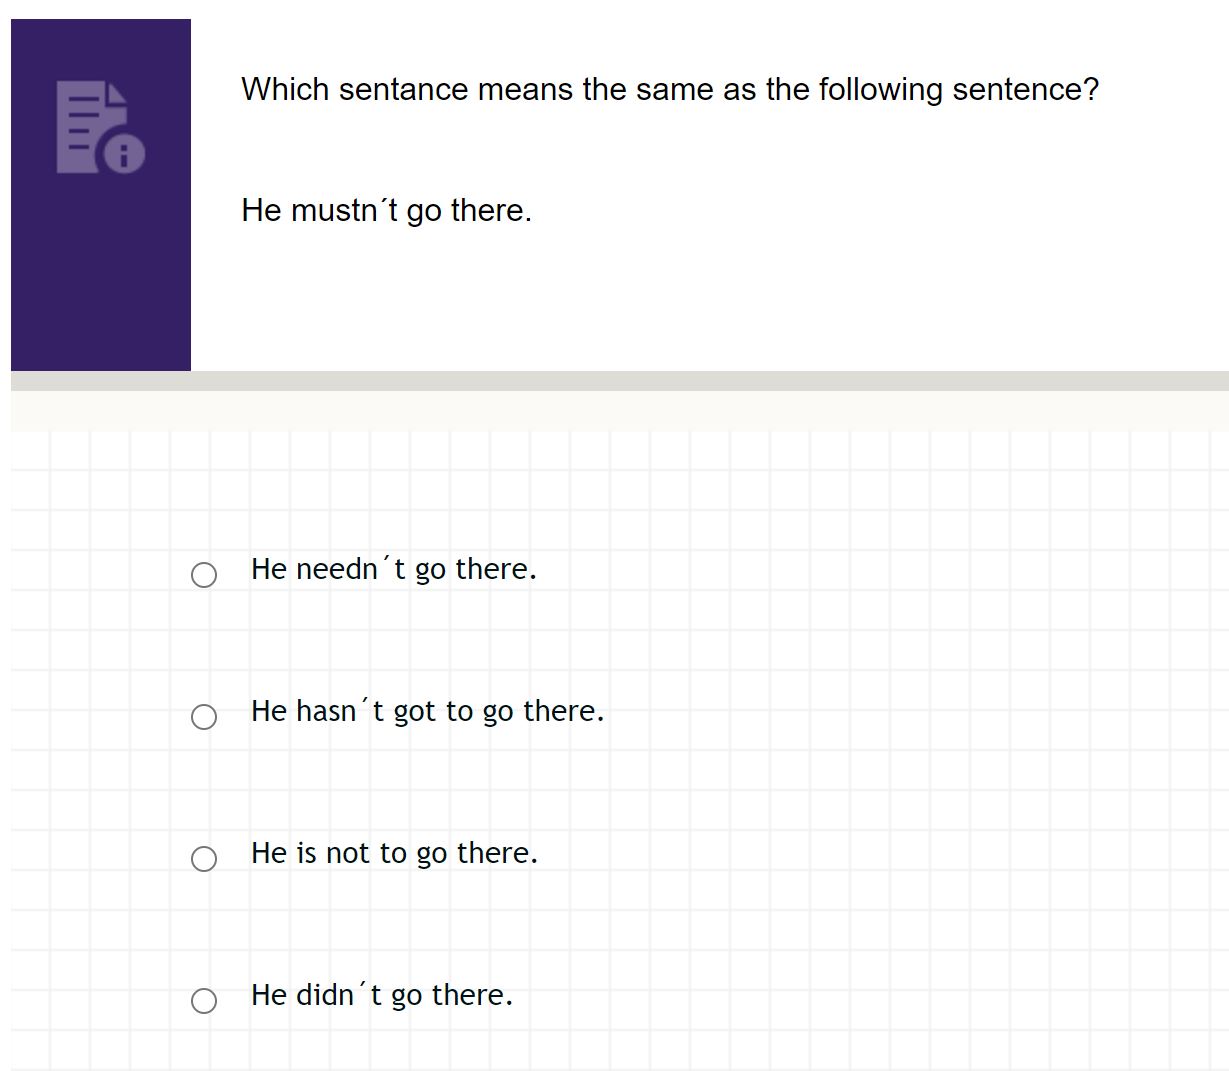 Which sentance means the same as the following sentence?
He mustn´t go there.
He needn´t go there.
He hasn´t got to go there.
He is not to go there.
He didn´t go there.